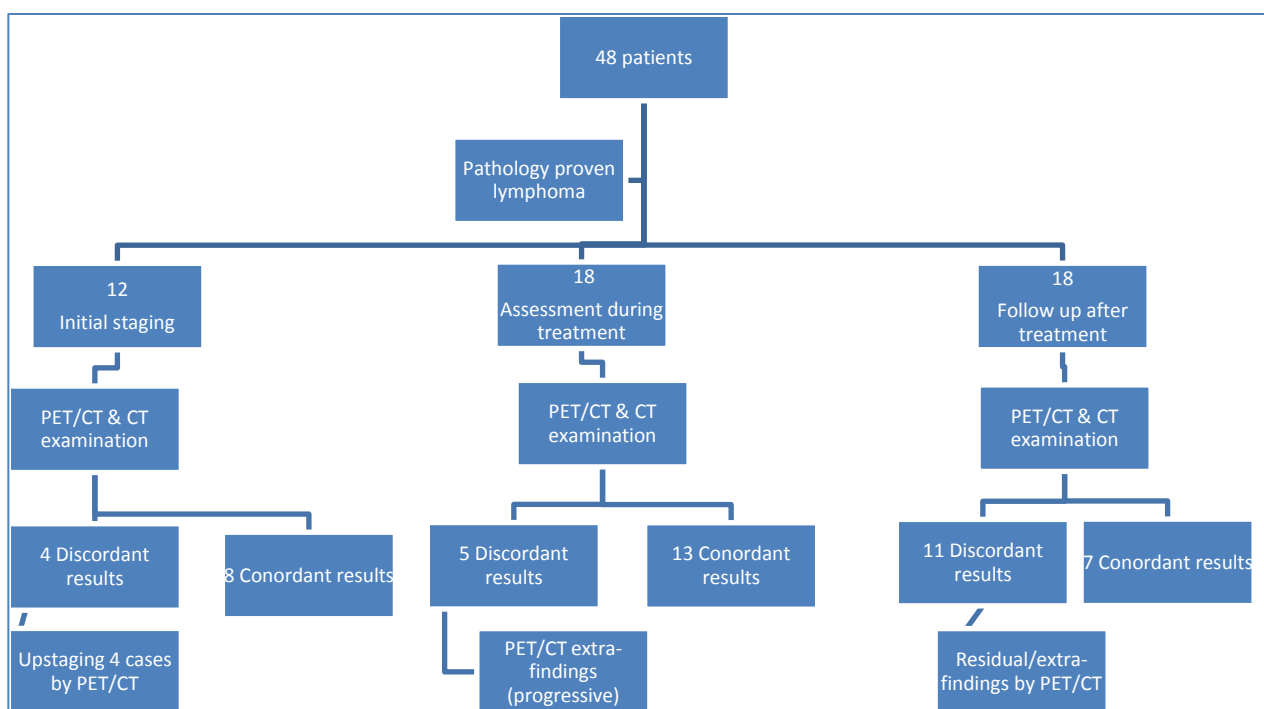 48 patients
Pathology proven
lymphoma
12
Initial staging
18
Assessment during
treatment
18
Follow up after
treatment
PET/CT & CT
examination
PET/CT & CT
examination
PET/CT & CT
examination
4 Discordant
results
8 Conordant results
5 Discordant
results
13 Conordant
results
11 Discordant
results
7 Conordant results
Upstaging 4 cases
by PET/CT
PET/CT extra-
findings
(progressive)
Residual/extra-
findings by PET/CT